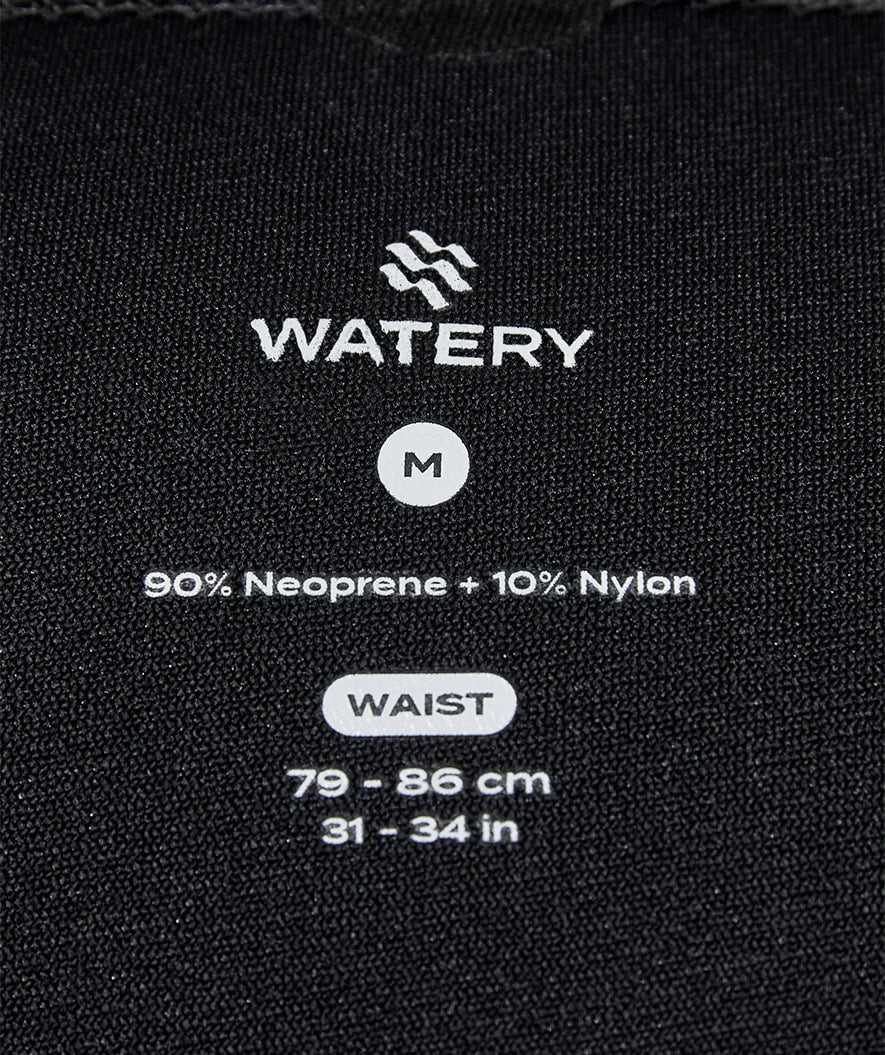 WATERY
M
90% Neoprene + 10% Nylon
WAIST
79 - 86 cm
31 - 34 in